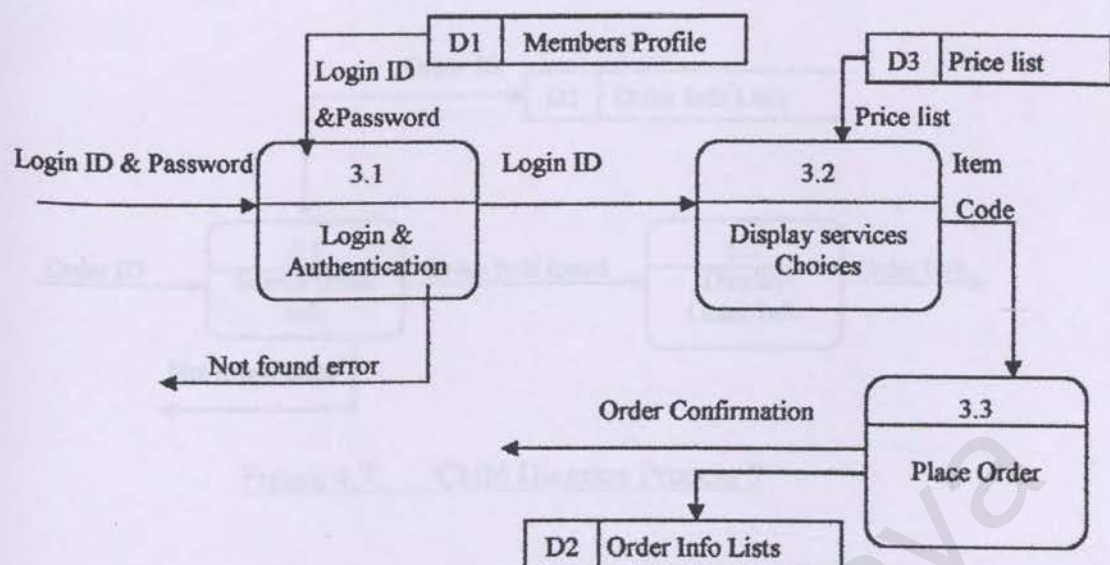 D1 Members Profile
D3 Price list
Login ID
&Password
Price list
Login ID & Password
3.1
Login ID
3.2
Item
Code
Login &
Authentication
Display services
Choices
Not found error
Order Confirmation
3.3
Place Order
D2 Order Info Lists